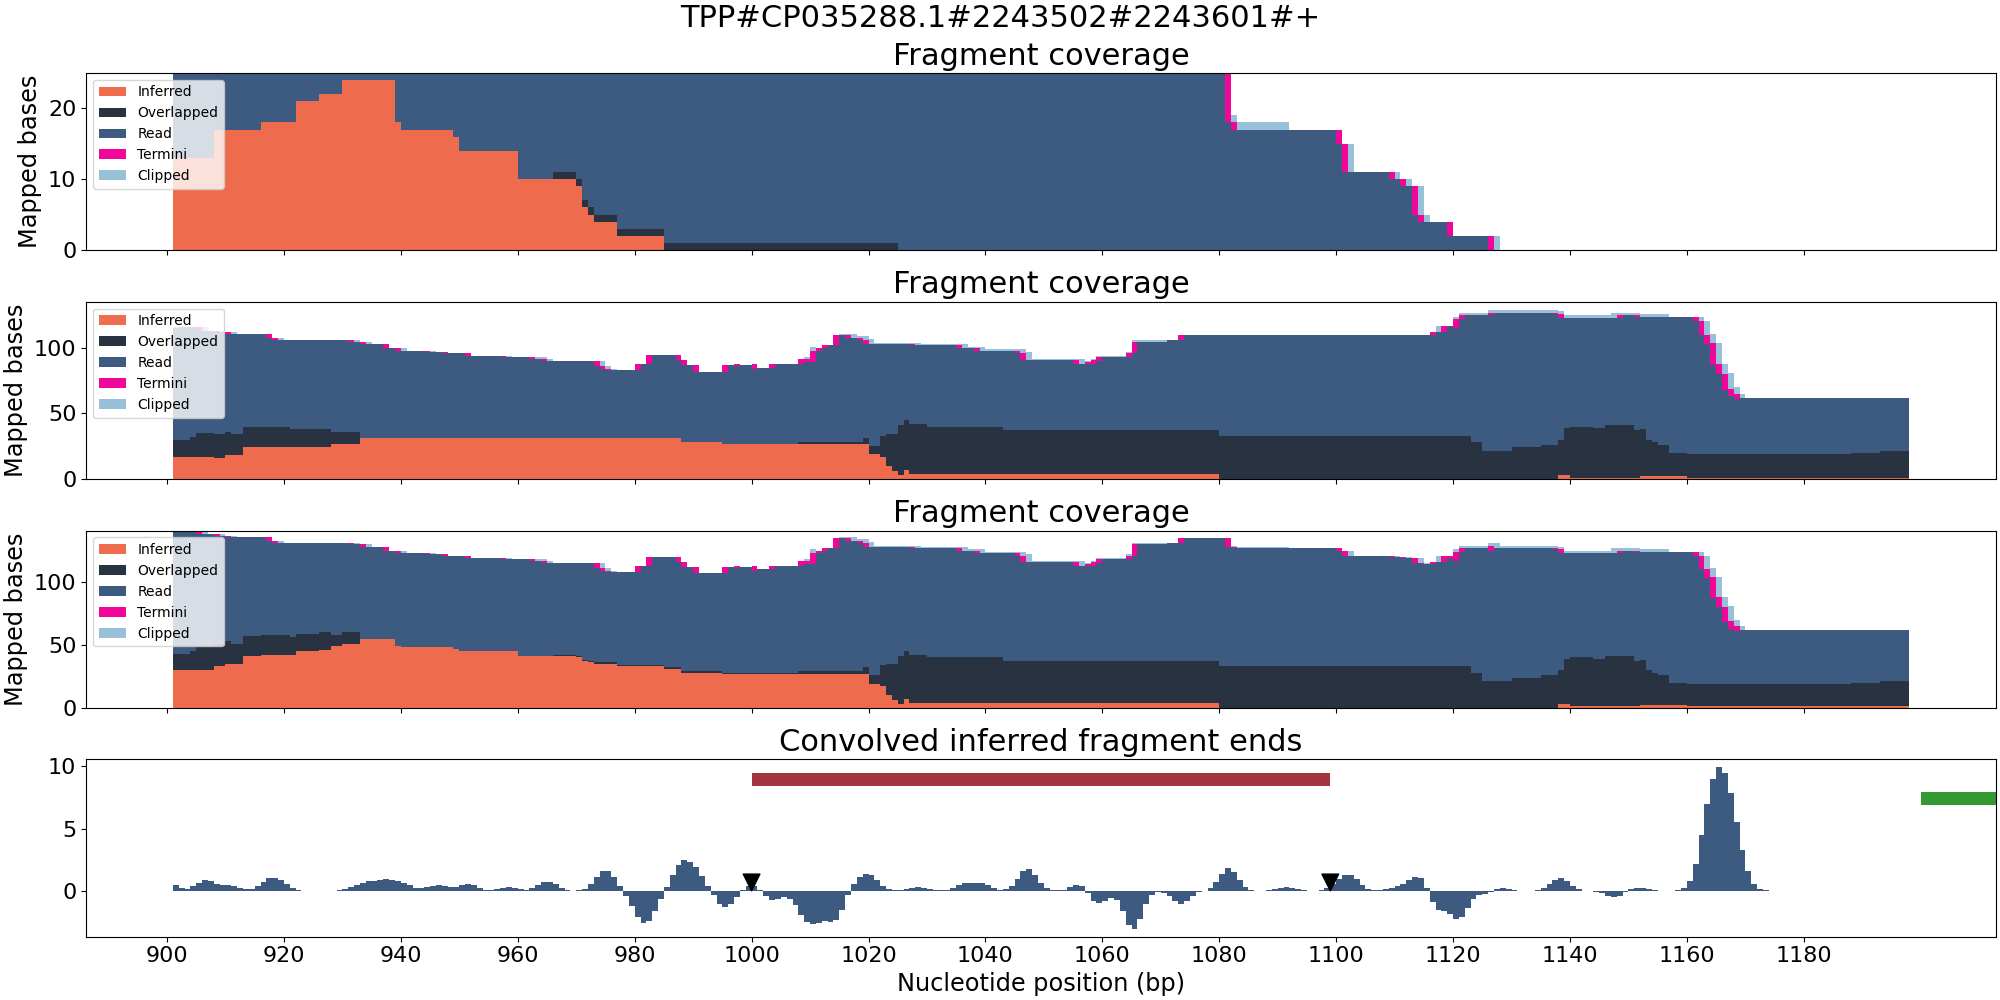 TPP#CP035288.1#2243502#2243601#+
Fragment coverage
Mapped bases
20
10
0
Inferred
Overlapped
Read
Termini
Clipped
Fragment coverage
Mapped bases
100
50
0
Inferred
Overlapped
Read
Termini
Clipped
Fragment coverage
Mapped bases
100
50
0
Inferred
Overlapped
Read
Termini
Clipped
Convolved inferred fragment ends
10
5
0
900 920 940 960 980 1000 1020 1040 1060 1080 1100 1120 1140 1160 1180
Nucleotide position (bp)